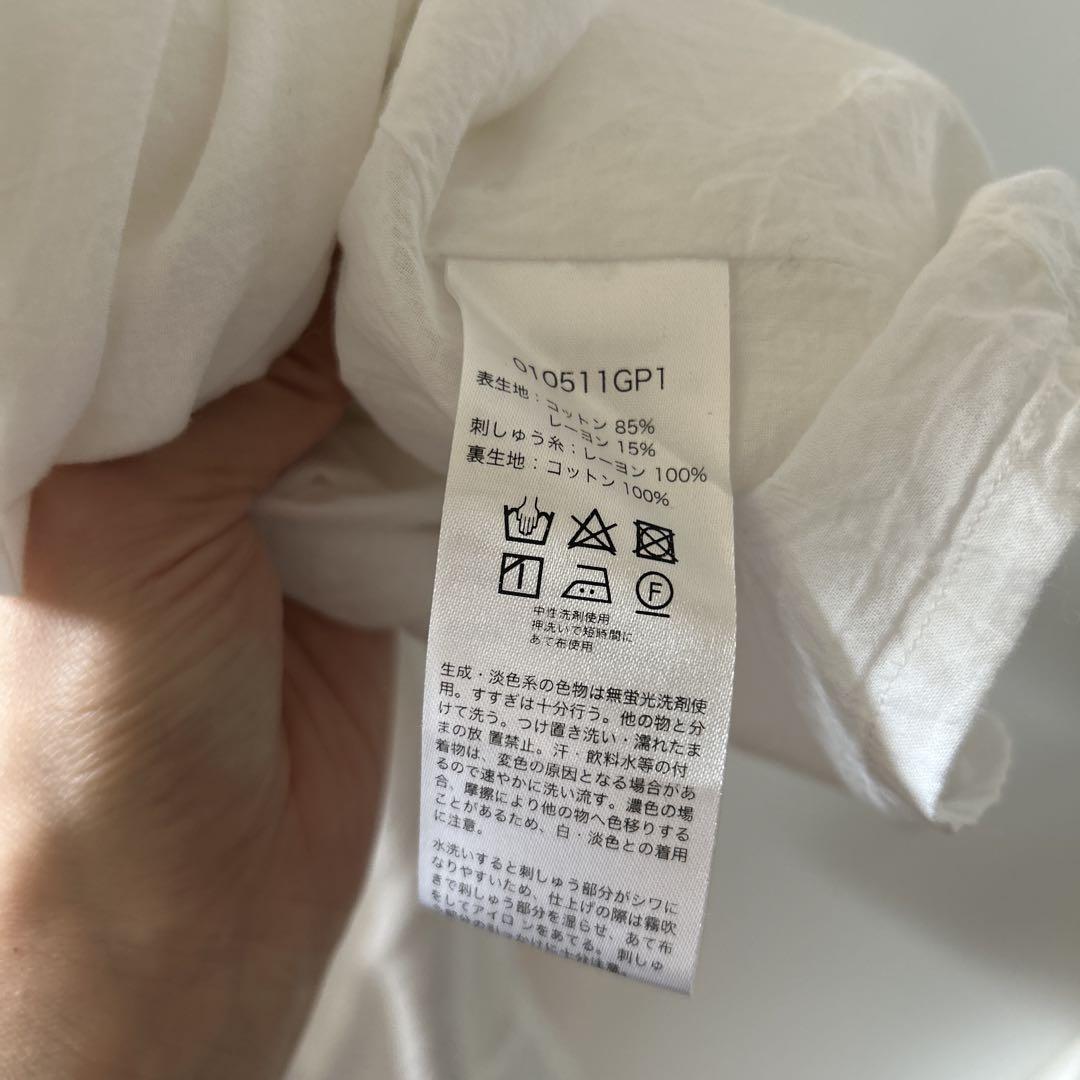 010511GP1
表生地：コットン 85%
レーヨン 15%
刺しゅう糸：レーヨン 100%
裏生地：コットン 100%
F
中性洗剤使用
押洗いで短時間に
あて布使用
生成・淡色系の色物は無蛍光洗剤使
用。すすぎは十分行う。他の物と分
けて洗う。つけ置き洗い・濡れたま
まの放 置禁止。汗・飲料水等の付
着物は、変色の原因となる場合があ
るので速やかに洗い流す。濃色の場
合、摩擦により他の物へ色移りする
ことがあるため、白・淡色との着用
に注意。
水洗いすると刺しゅう部分がシワに
なりやすいため、仕上げの際は霧吹
きで刺しゅう部分を湿らせ、あて布
をしてアイロンをあてる。刺しゅ